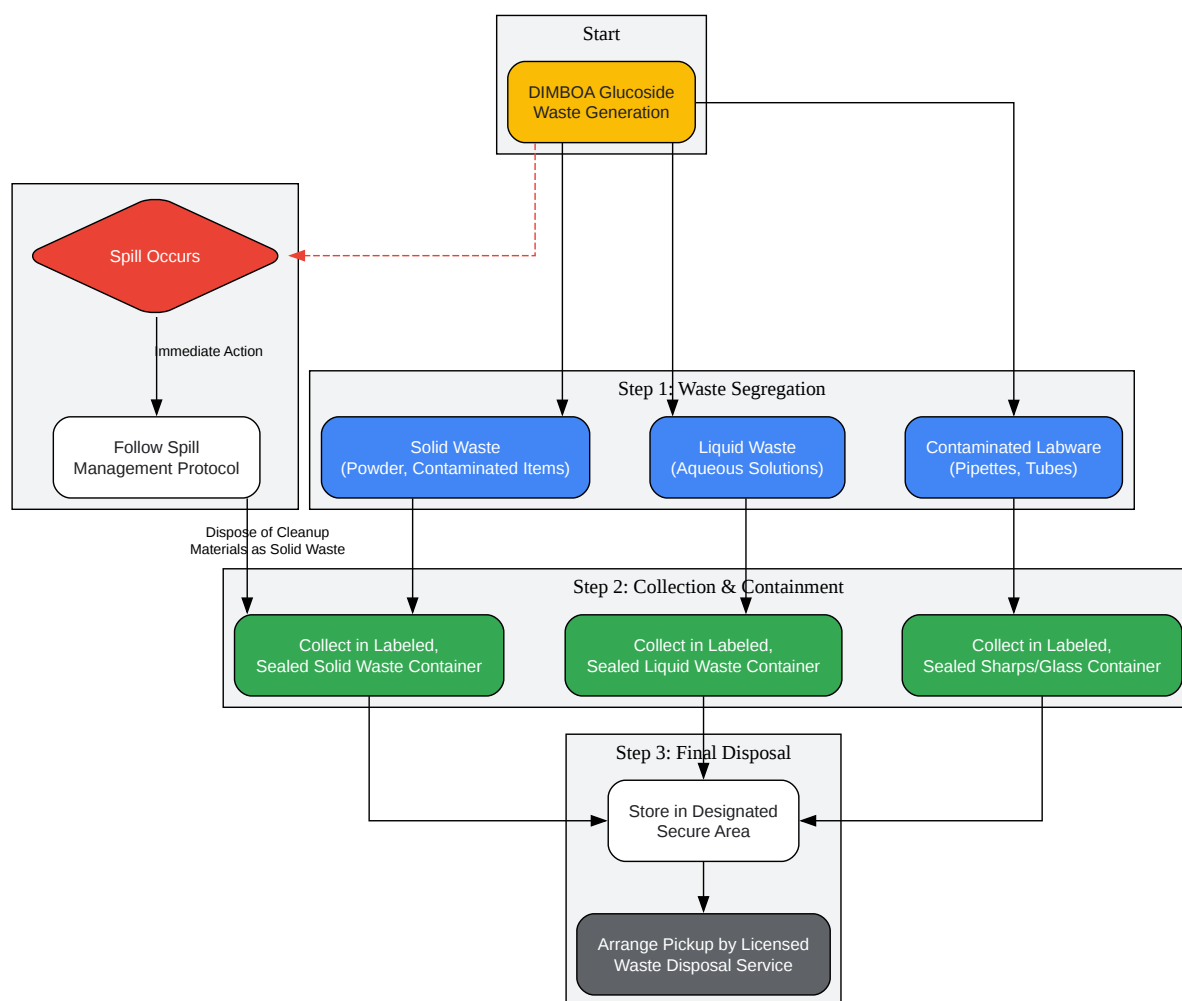 Start
DIMBOA Glucoside
Waste Generation
Spill Occurs
Immediate Action
Follow Spill
Management Protocol
Dispose of Cleanup
Materials as Solid Waste
Step 1: Waste Segregation
Solid Waste
(Powder, Contaminated Items)
Liquid Waste
(Aqueous Solutions)
Contaminated Labware
(Pipettes, Tubes)
Step 2: Collection & Containment
Collect in Labeled,
Sealed Solid Waste Container
Collect in Labeled,
Sealed Liquid Waste Container
Collect in Labeled,
Sealed Sharps/Glass Container
Step 3: Final Disposal
Store in Designated
Secure Area
Arrange Pickup by Licensed
Waste Disposal Service